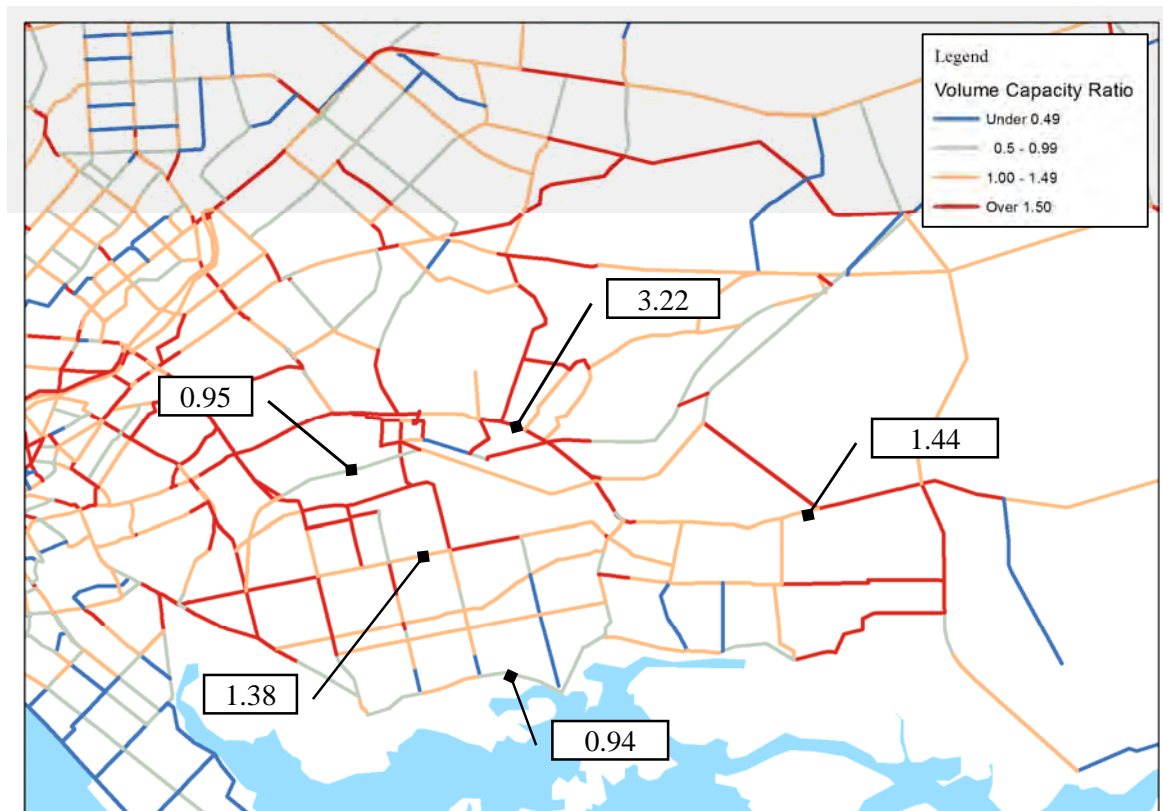 Legend
Volume Capacity Ratio
Under 0.49
0.5 - 0.99
1.00 - 1.49
Over 1.50
3.22
0.95
1.44
1.38
0.94